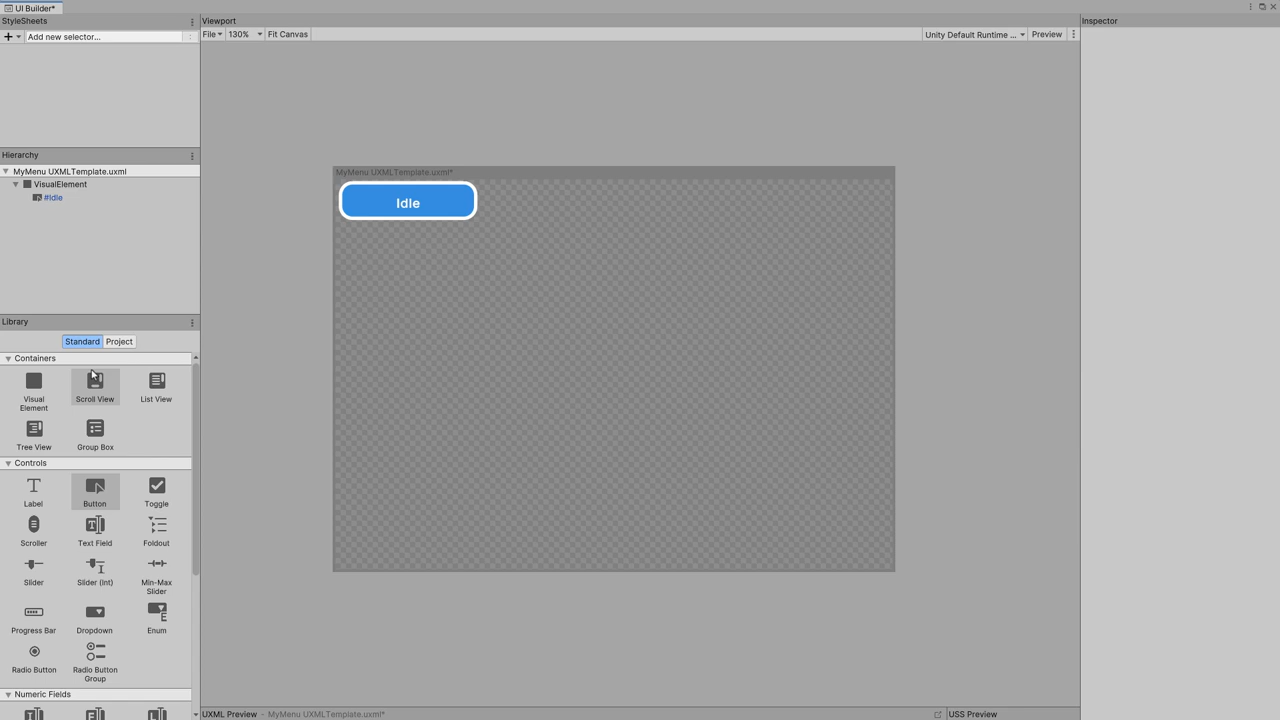 UI Builder*
StyleSheets
Add new selector...
Hierarchy
MyMenu UXMLTemplate.uxml
VisualElement
#Idle
Library
Standard
Project
Containers
Visual Element
Scroll View
List View
Tree View
Group Box
Controls
Label
Button
Toggle
Scroller
Text Field
Foldout
Slider
Slider (Int)
Min-Max Slider
Progress Bar
Dropdown
Enum
Radio Button
Radio Button Group
Numeric Fields
Viewport
File
130%
Fit Canvas
Unity Default Runtime ...
Preview
MyMenu UXMLTemplate.uxml*
Idle
UXML Preview - MyMenu UXMLTemplate.uxml*
USS Preview
Inspector